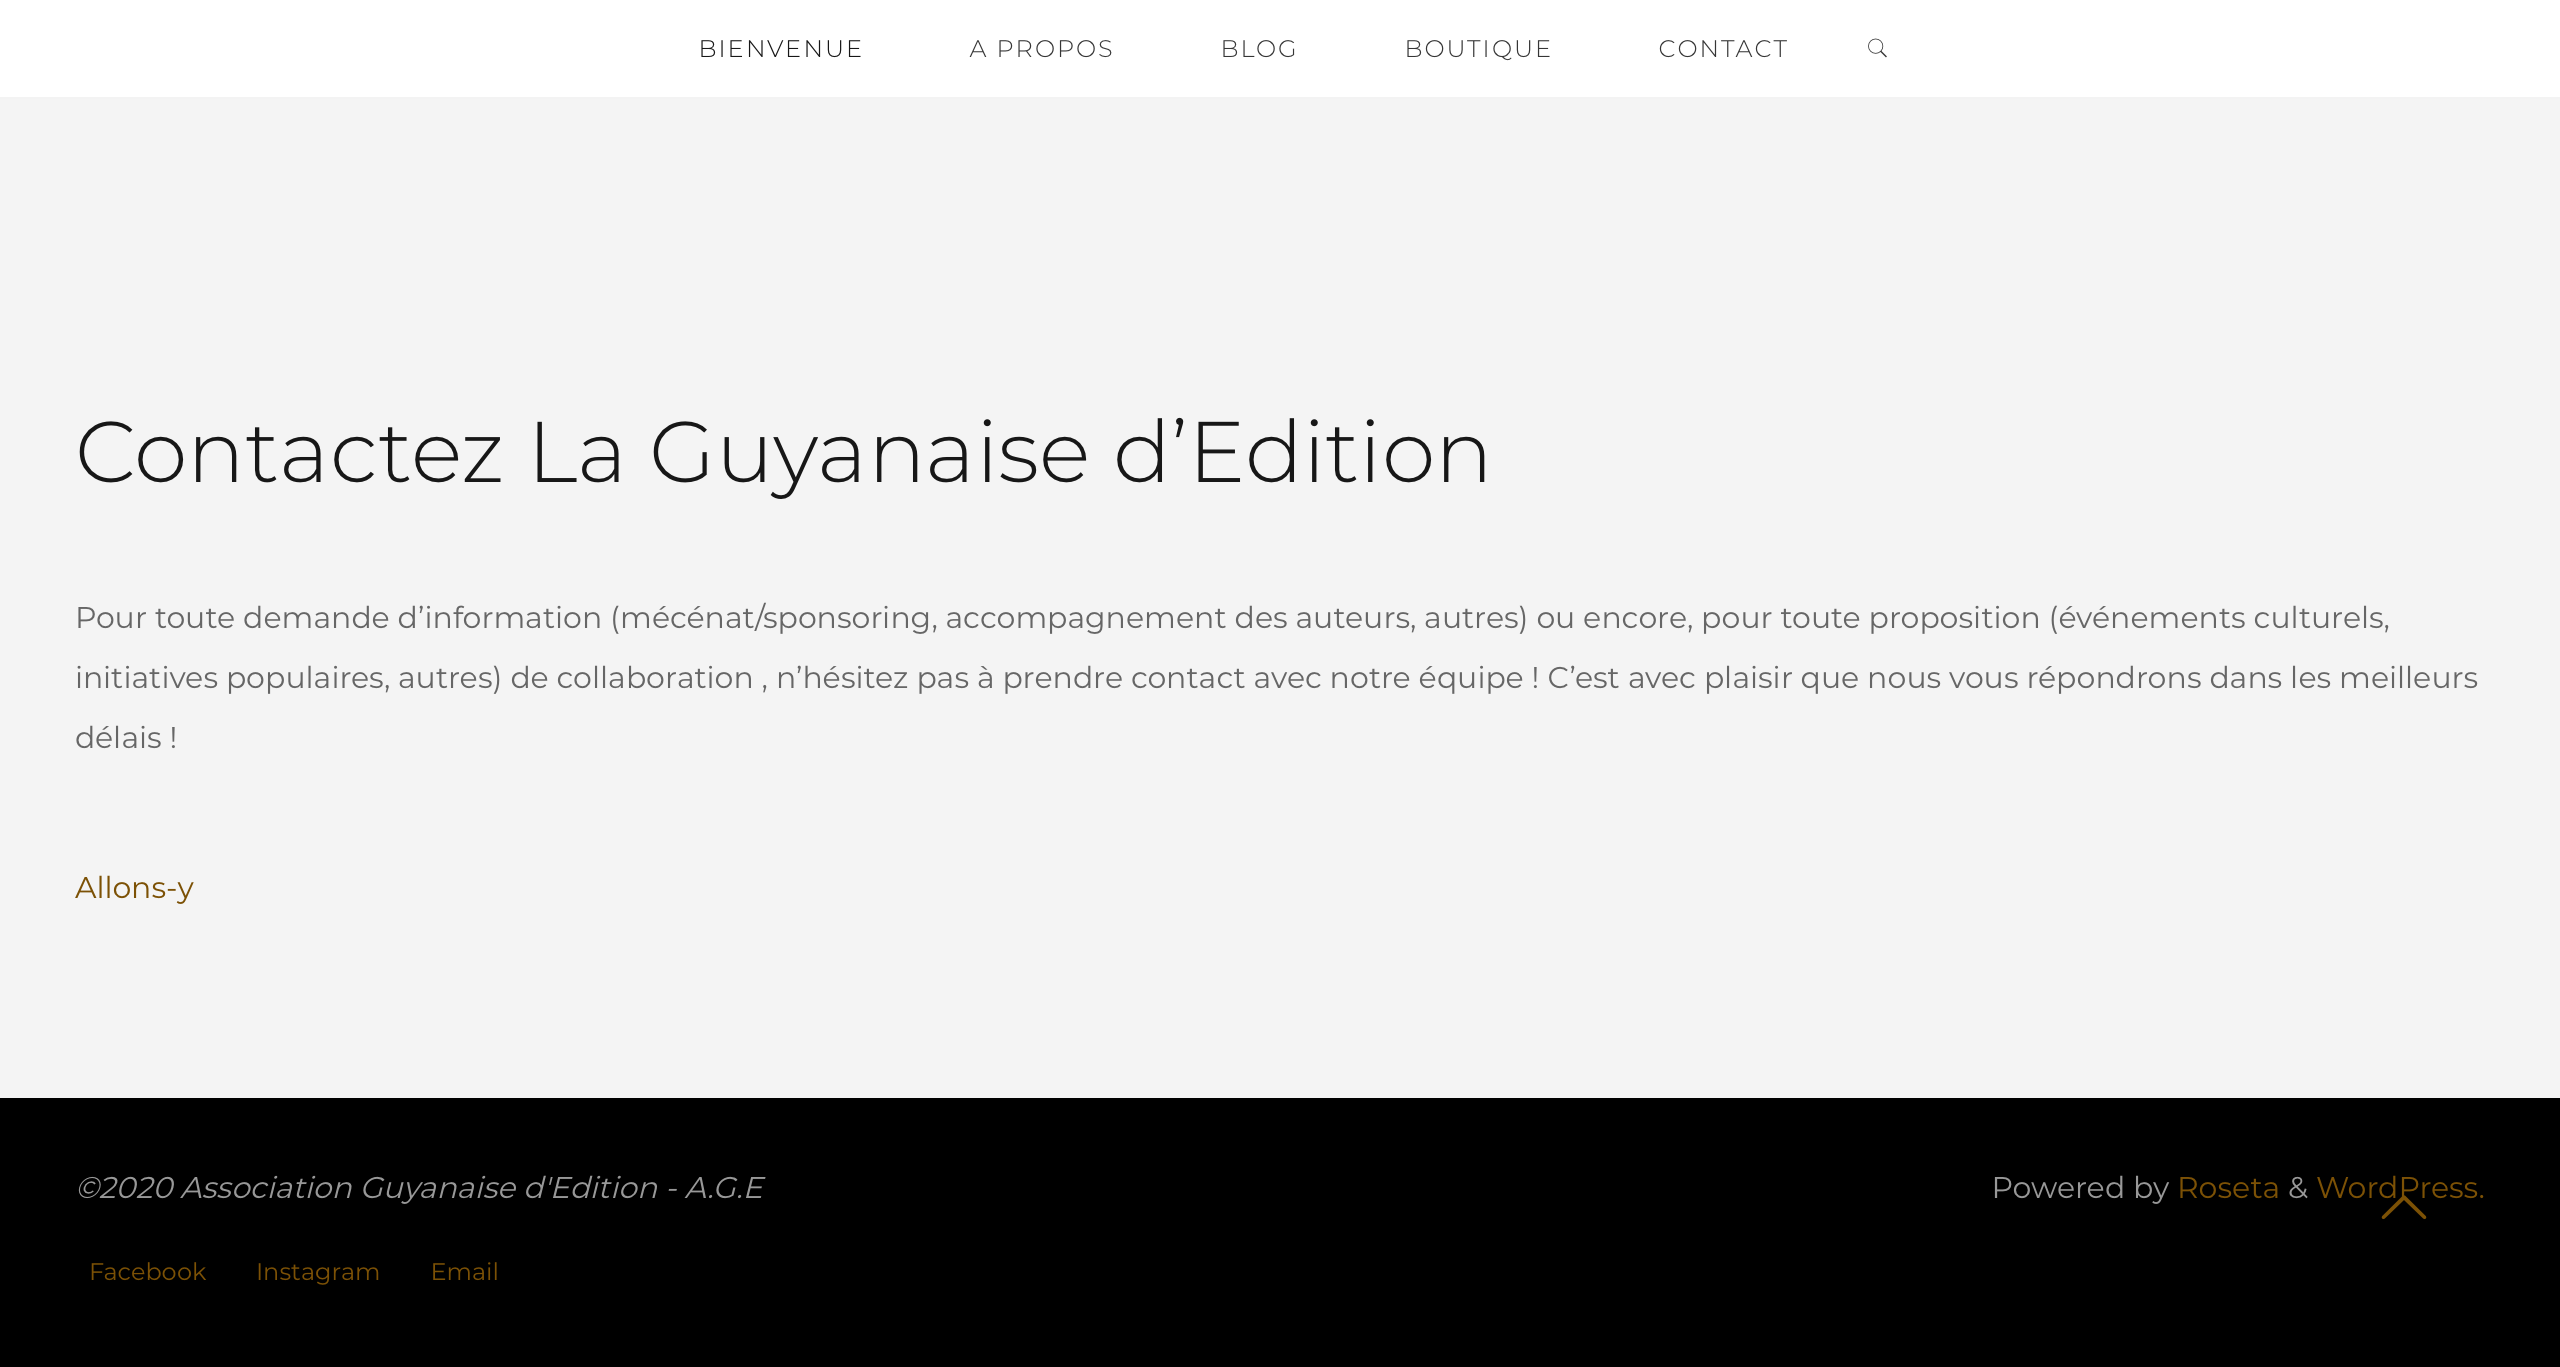 BIENVENUE A PROPOS BLOG BOUTIQUE CONTACT
Contactez La Guyanaise d’Edition
Pour toute demande d’information (mécénat/sponsoring, accompagnement des auteurs, autres) ou encore, pour toute proposition (événements culturels,
initiatives populaires, autres) de collaboration , n’hésitez pas à prendre contact avec notre équipe ! C’est avec plaisir que nous vous répondrons dans les meilleurs
délais !
Allons-y
©2020 Association Guyanaise d'Edition - A.G.E
Powered by Roseta & WordPress.
Facebook Instagram Email